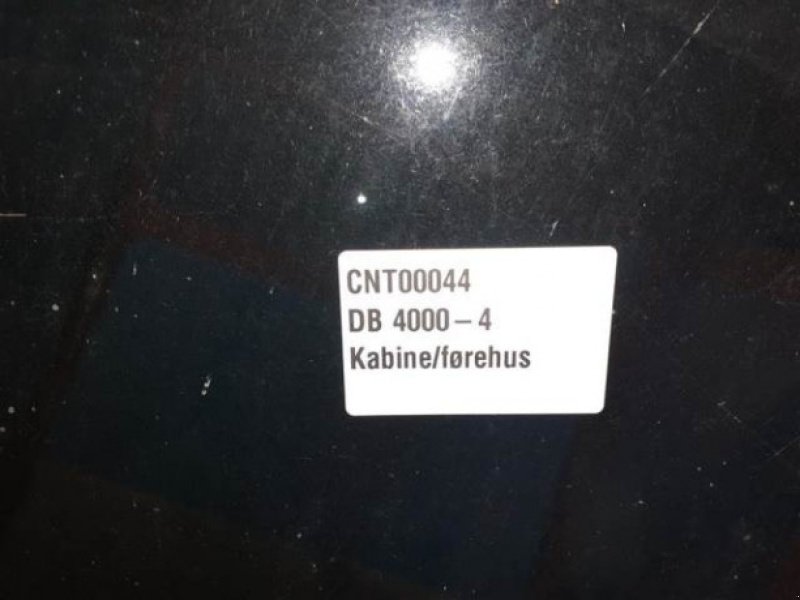 CNT00044
DB 4000 – 4
Kabine/førehus